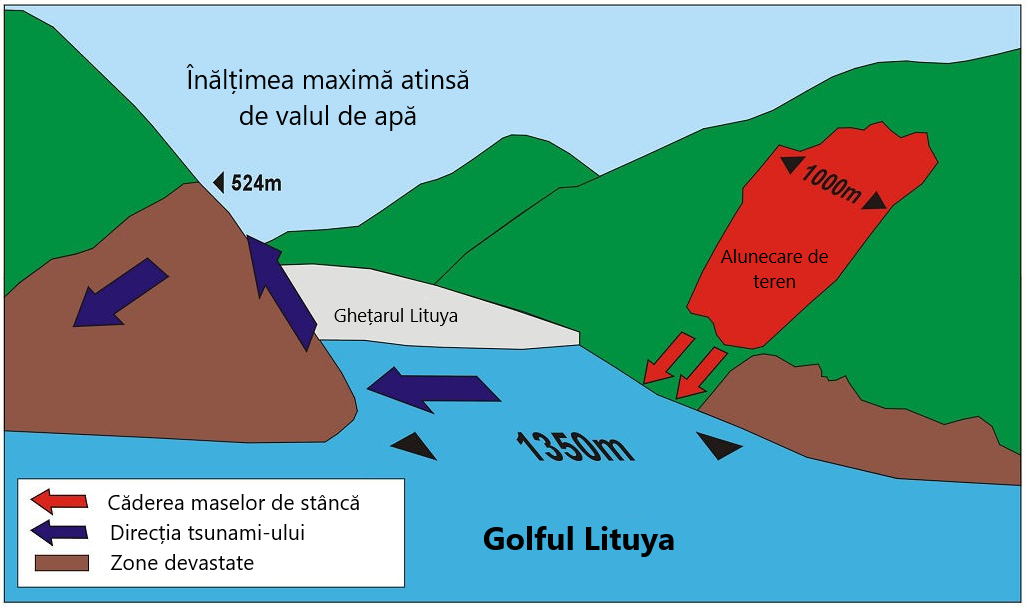 Înălțimea maximă atinsă
de valul de apă
524m
1000m
Alunecare de
teren
Ghețarul Lituya
1350m
Golful Lituya
Căderea maselor de stâncă
Direcția tsunami-ului
Zone devastate